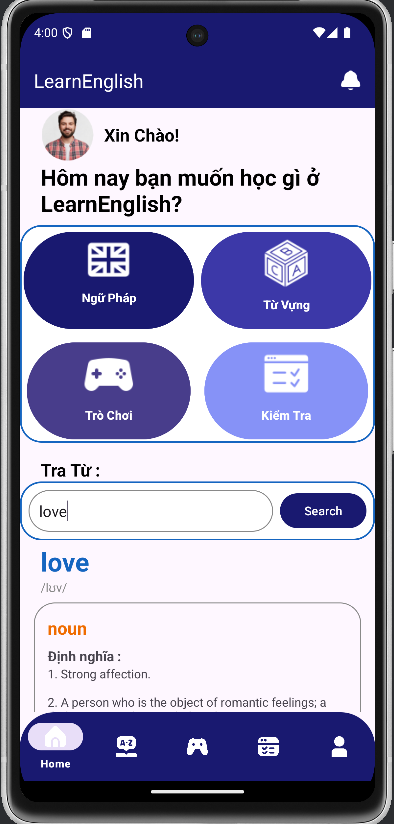 4:00
LearnEnglish
Xin Chào!
Hôm nay bạn muốn học gì ở
LearnEnglish?
Ngữ Pháp
B
C A
Từ Vựng
Trò Chơi
Kiểm Tra
Tra Từ :
love
Search
love
/lʊv/
noun
Định nghĩa :
1. Strong affection.
2. A person who is the object of romantic feelings; a
A-Z
Home